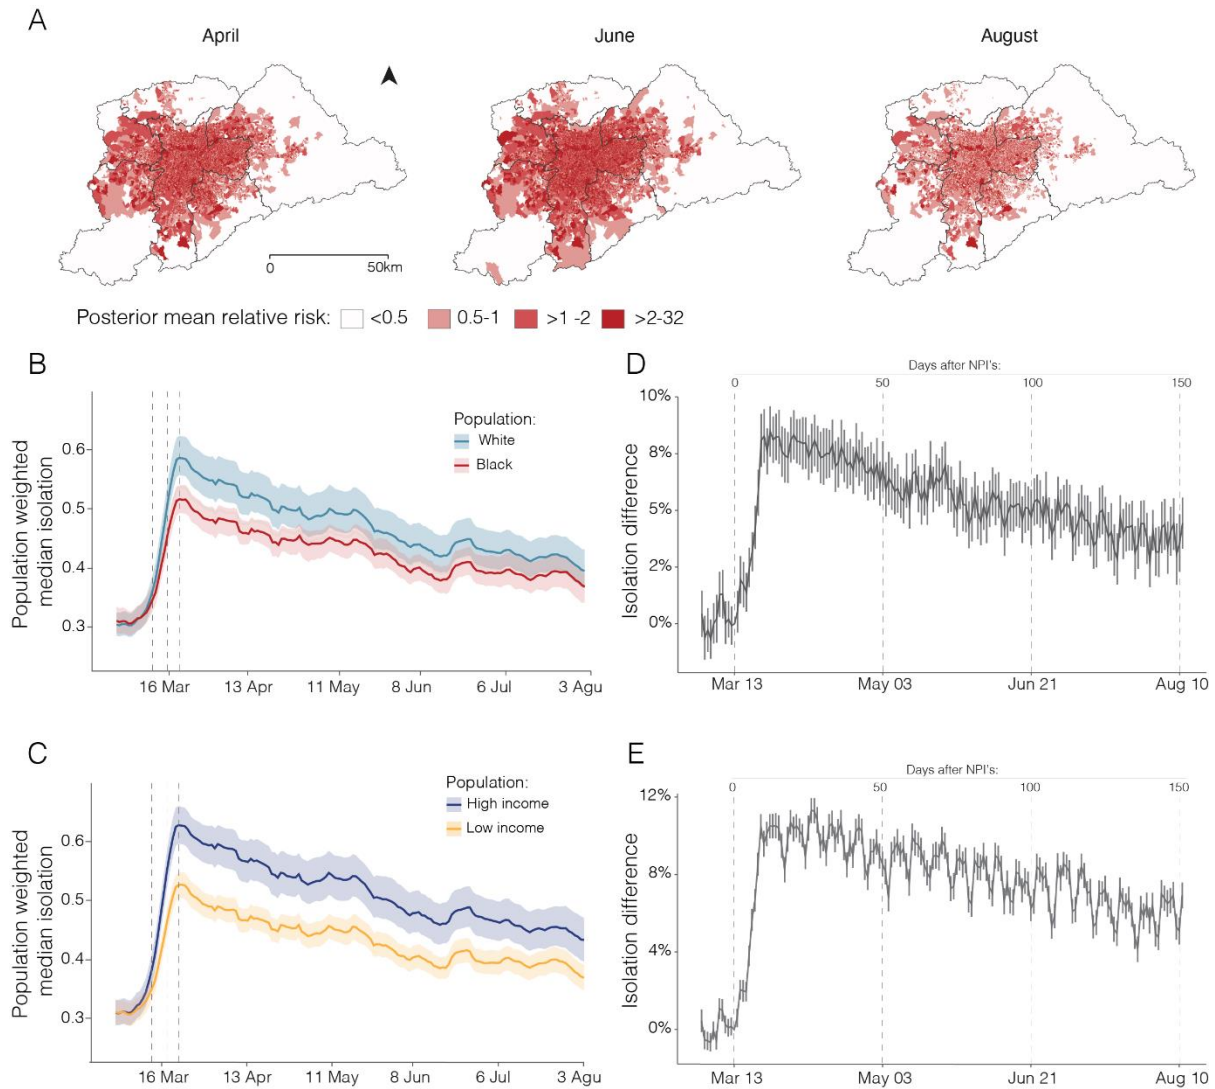 A
April
June
August
0
50km
Posterior mean relative risk: <0.5 0.5-1 >1 -2 >2-32
B
Population weighted
median isolation
0.6
0.5
0.4
0.3
Population:
White
Black
16 Mar 13 Apr 11 May 8 Jun 6 Jul 3 Agu
D
Days after NPI's:
0 50 100 150
Isolation difference
10%
8%
5%
2%
0%
Mar 13 May 03 Jun 21 Aug 10
C
Population weighted
median isolation
0.6
0.5
0.4
0.3
Population:
High income
Low income
16 Mar 13 Apr 11 May 8 Jun 6 Jul 3 Agu
E
Days after NPI's:
0 50 100 150
Isolation difference
12%
8%
4%
0%
Mar 13 May 03 Jun 21 Aug 10